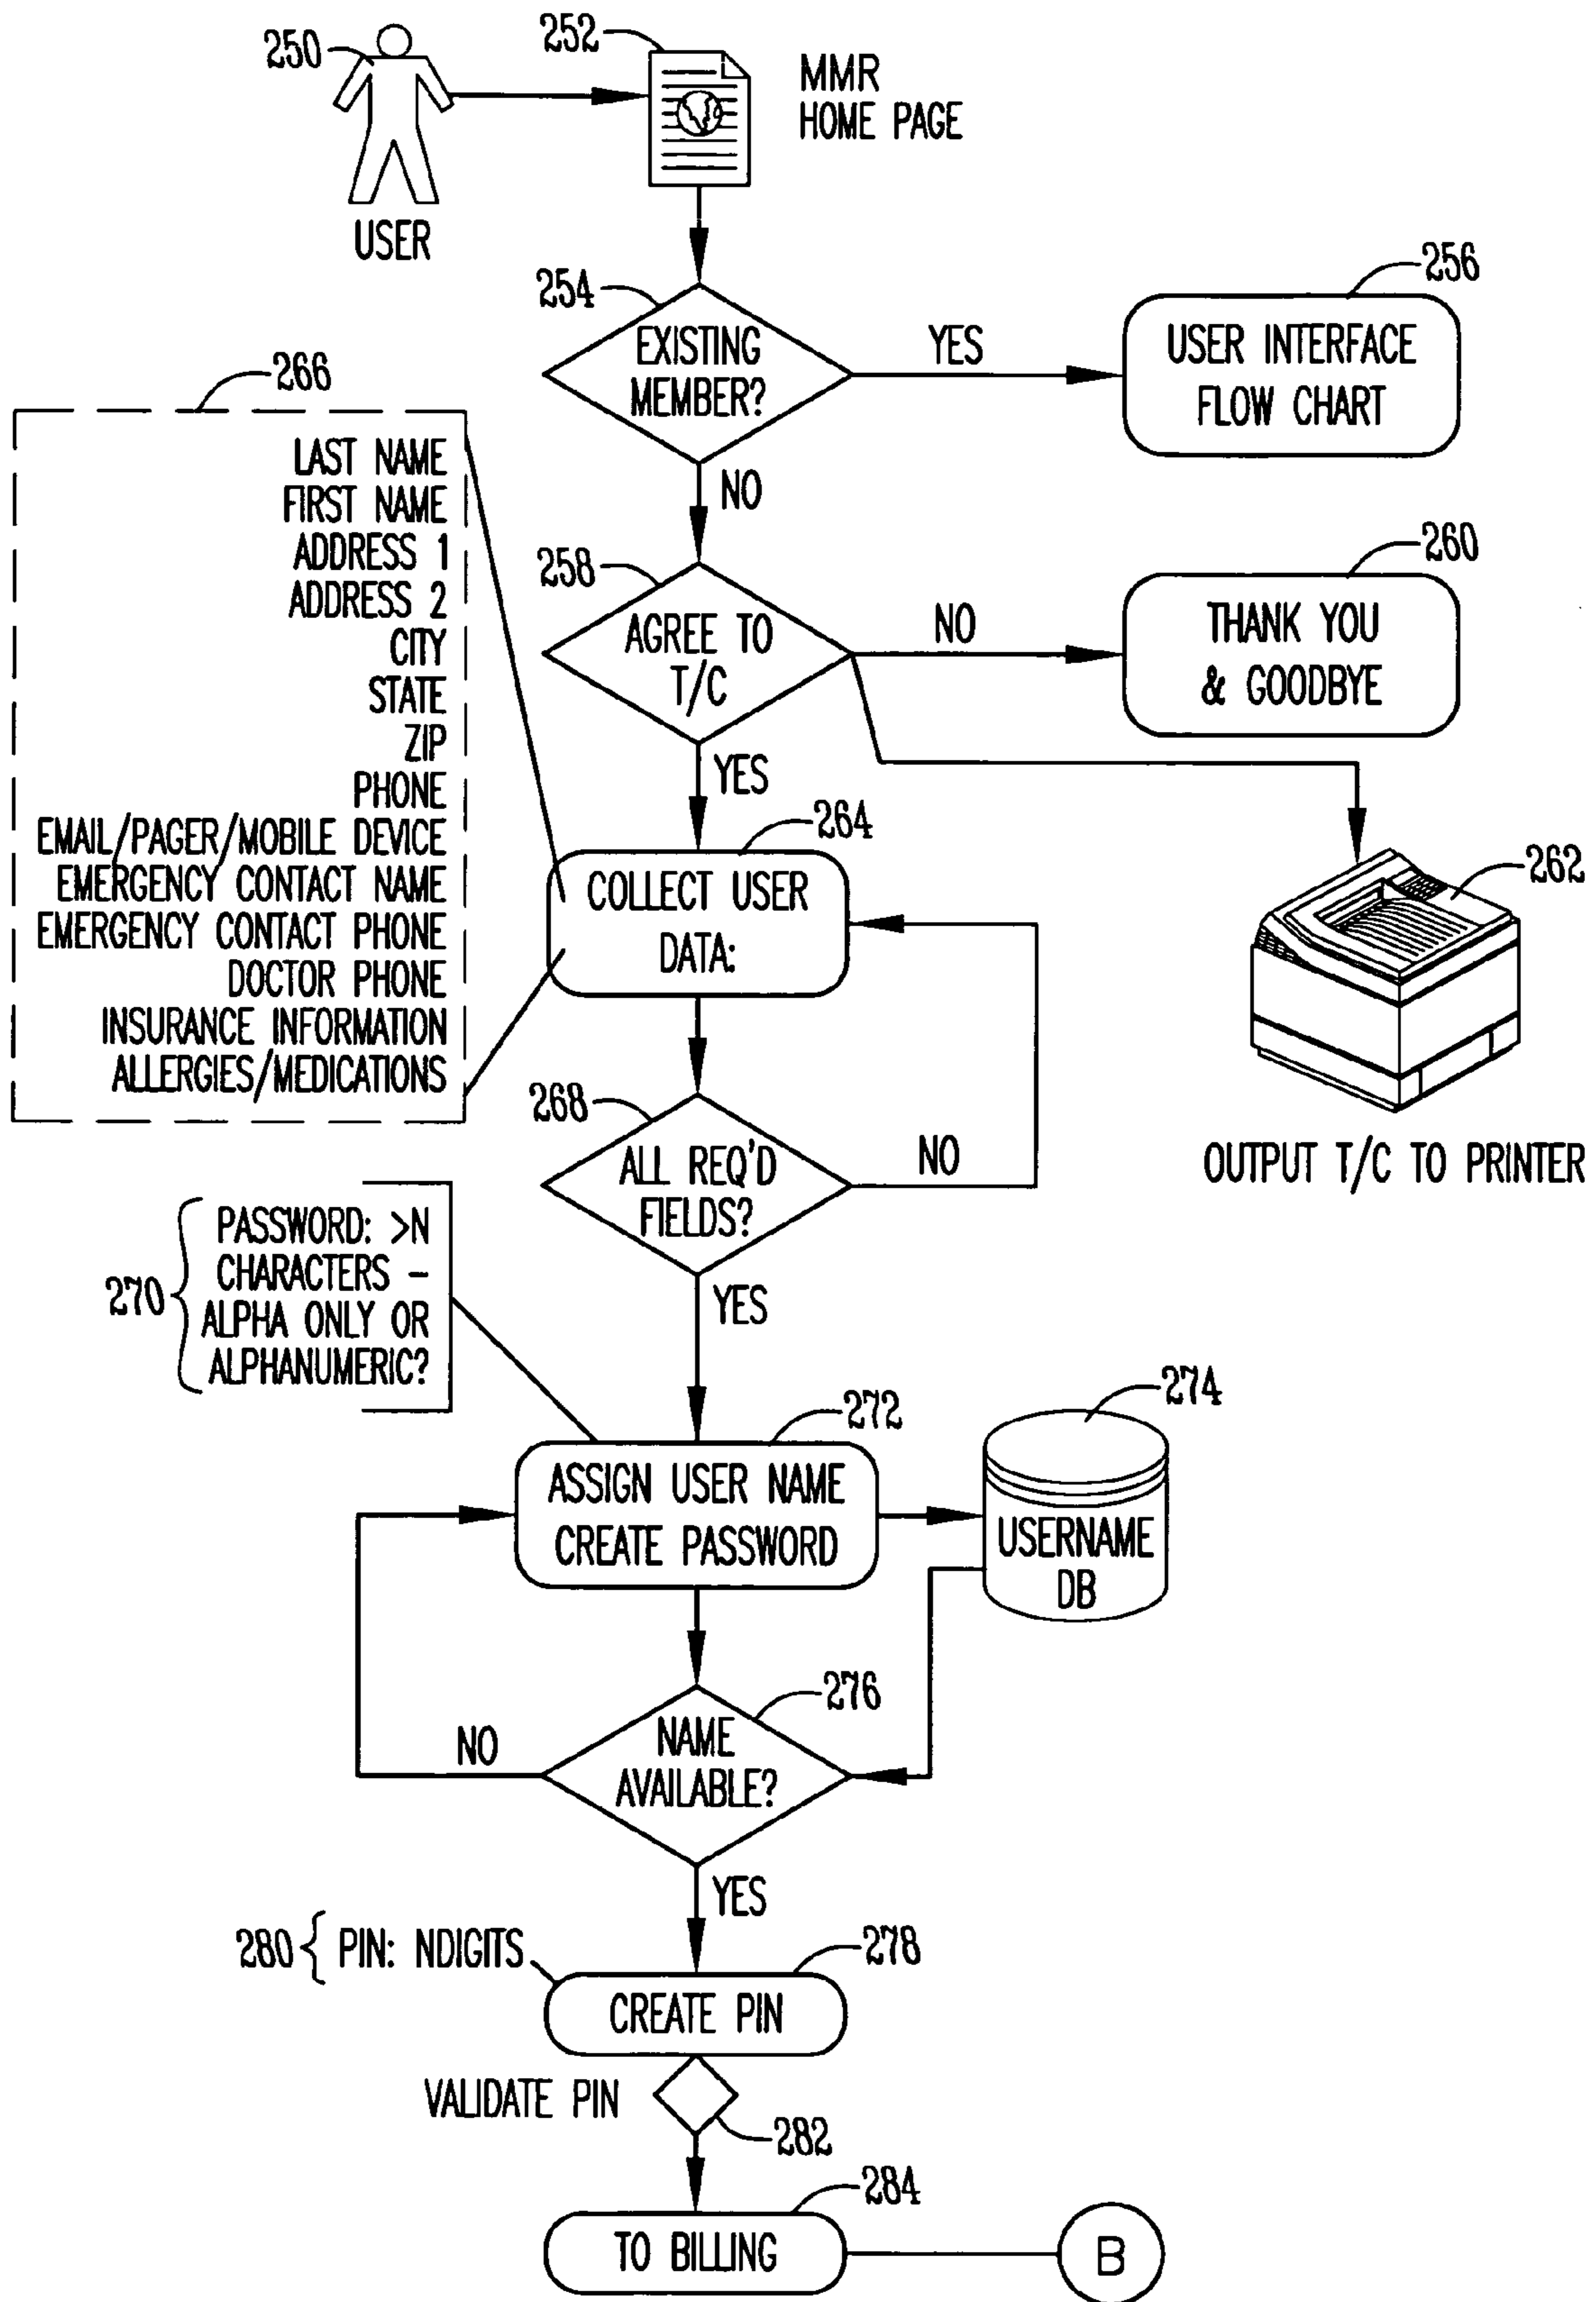 250
252
MMR
HOME PAGE
USER
254
EXISTING
MEMBER?
YES
256
USER INTERFACE
FLOW CHART
NO
266
LAST NAME
FIRST NAME
ADDRESS 1
ADDRESS 2
CITY
STATE
ZIP
PHONE
EMAIL/PAGER/MOBILE DEVICE
EMERGENCY CONTACT NAME
EMERGENCY CONTACT PHONE
DOCTOR PHONE
INSURANCE INFORMATION
ALLERGIES/MEDICATIONS
258
AGREE TO
T/C
NO
260
THANK YOU
& GOODBYE
YES
264
COLLECT USER
DATA:
262
OUTPUT T/C TO PRINTER
268
ALL REQ'D
FIELDS?
NO
YES
270
PASSWORD: >N
CHARACTERS –
ALPHA ONLY OR
ALPHANUMERIC?
272
ASSIGN USER NAME
CREATE PASSWORD
274
USERNAME
DB
276
NAME
AVAILABLE?
NO
YES
280
PIN: NDIGITS
278
CREATE PIN
VALIDATE PIN
282
284
TO BILLING
B